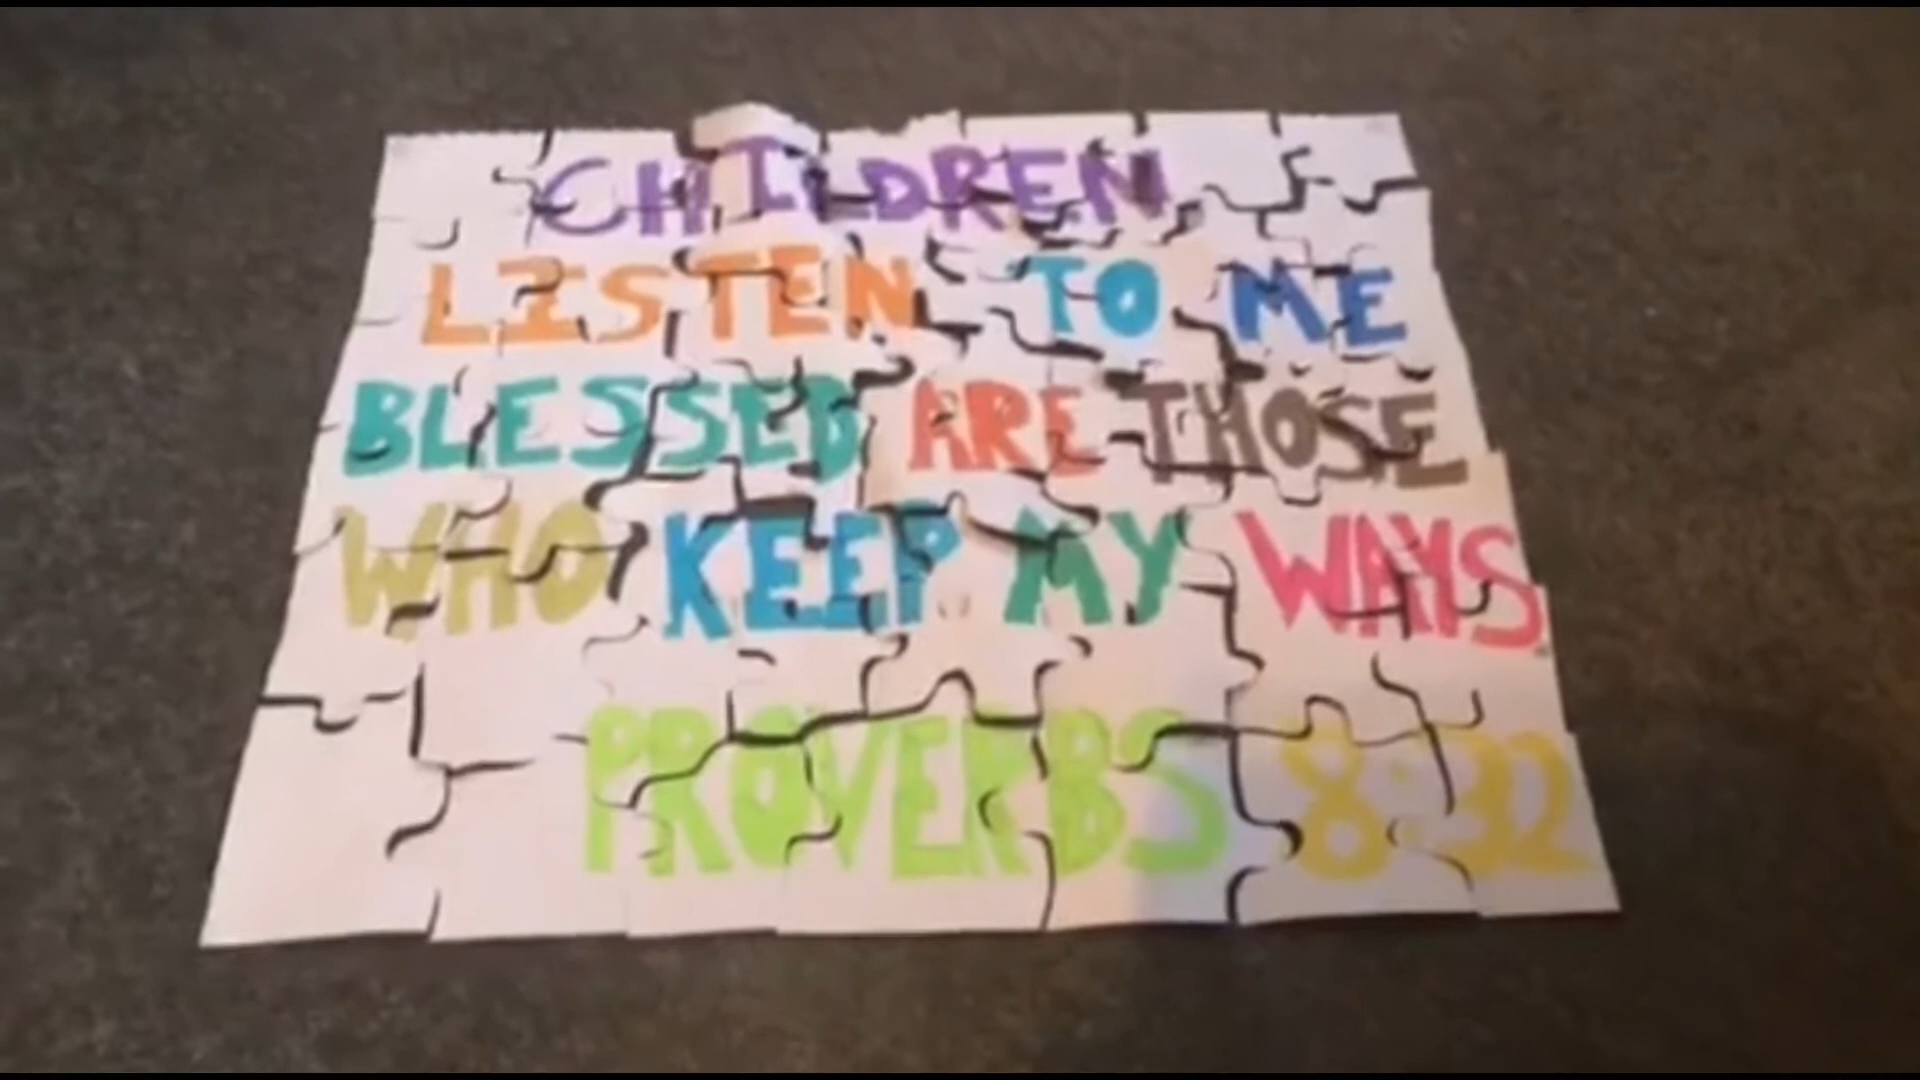 CHILDREN
LISTEN TO ME
BLESSED ARE THOSE
WHO KEEP MY WAYS
PROVERBS 8:32